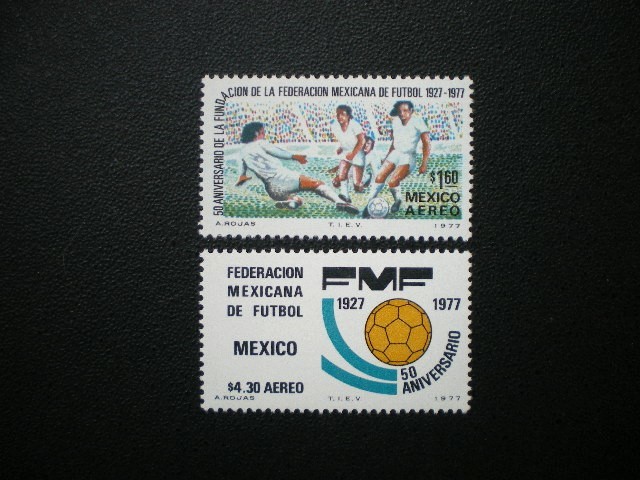 50 ANIVERSARIO DE LA FUNDACION DE LA FEDERACION MEXICANA DE FUTBOL 1927-1977
$1.60
MEXICO
AEREO
A.ROJAS T.I.E.V. 1977
FEDERACION
MEXICANA
DE FUTBOL
MEXICO
$4.30 AEREO
FMF
1927 1977
50
ANIVERSARIO
A.ROJAS T.I.E.V. 1977